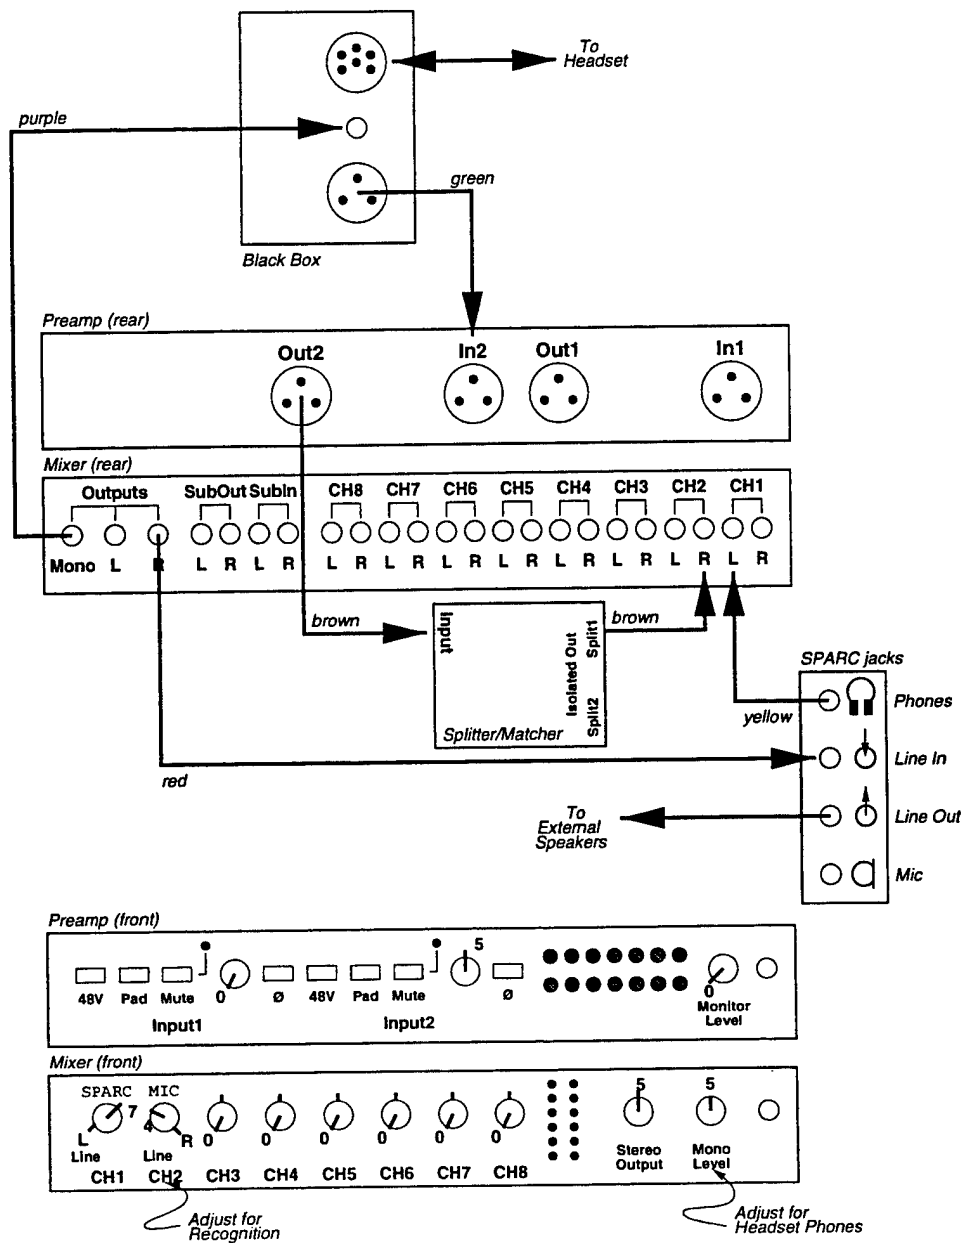 To
Headset
purple
green
Black Box
Preamp (rear)
Out2 In2 Out1 In1
Mixer (rear)
Outputs SubOut SubIn CH8 CH7 CH6 CH5 CH4 CH3 CH2 CH1
Mono L R L R L R L R L R L R L R L R L R L R L R
brown
Input
Isolated Out
Split1
Split2
Splitter/Matcher
brown
SPARC jacks
yellow
Phones
red
Line In
To
External
Speakers
Line Out
Mic
Preamp (front)
5
48V Pad Mute 0 Ø 48V Pad Mute Ø
0
Input1 Input2
Monitor
Level
Mixer (front)
SPARC MIC
7 4
5 5
L R 0 0 0 0 0 0
Line Line
Stereo
Output
Mono
Level
CH1 CH2 CH3 CH4 CH5 CH6 CH7 CH8
Adjust for
Recognition
Adjust for
Headset Phones